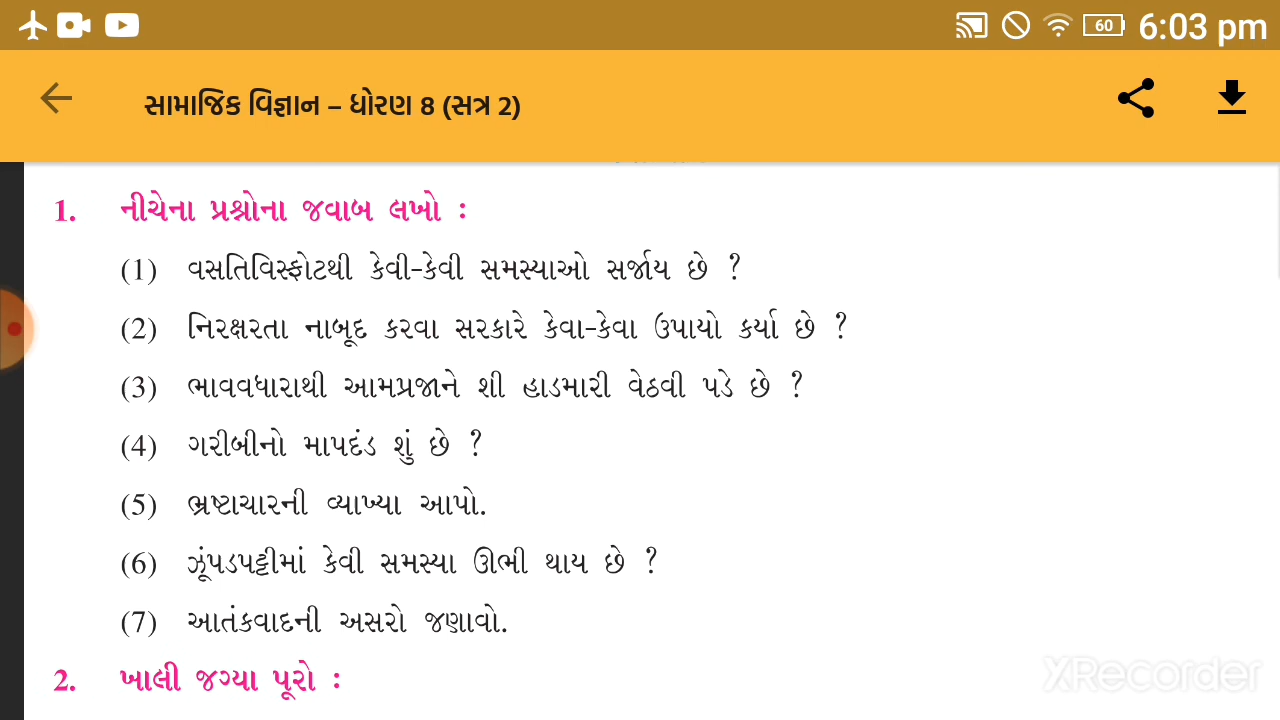 60 6:03 pm
સામાજિક વિજ્ઞાન – ધોરણ 8 (સત્ર 2)
1. નીચેના પ્રશ્નોના જવાબ લખો :
(1) વસતિવિસ્ફોટથી કેવી-કેવી સમસ્યાઓ સર્જાય છે ?
(2) નિરક્ષરતા નાબૂદ કરવા સરકારે કેવા-કેવા ઉપાયો કર્યા છે ?
(3) ભાવવધારાથી આમપ્રજાને શી હાડમારી વેઠવી પડે છે ?
(4) ગરીબીનો માપદંડ શું છે ?
(5) ભ્રષ્ટાચારની વ્યાખ્યા આપો.
(6) ઝૂંપડપટ્ટીમાં કેવી સમસ્યા ઊભી થાય છે ?
(7) આતંકવાદની અસરો જણાવો.
2. ખાલી જગ્યા પૂરો :
XRecorder